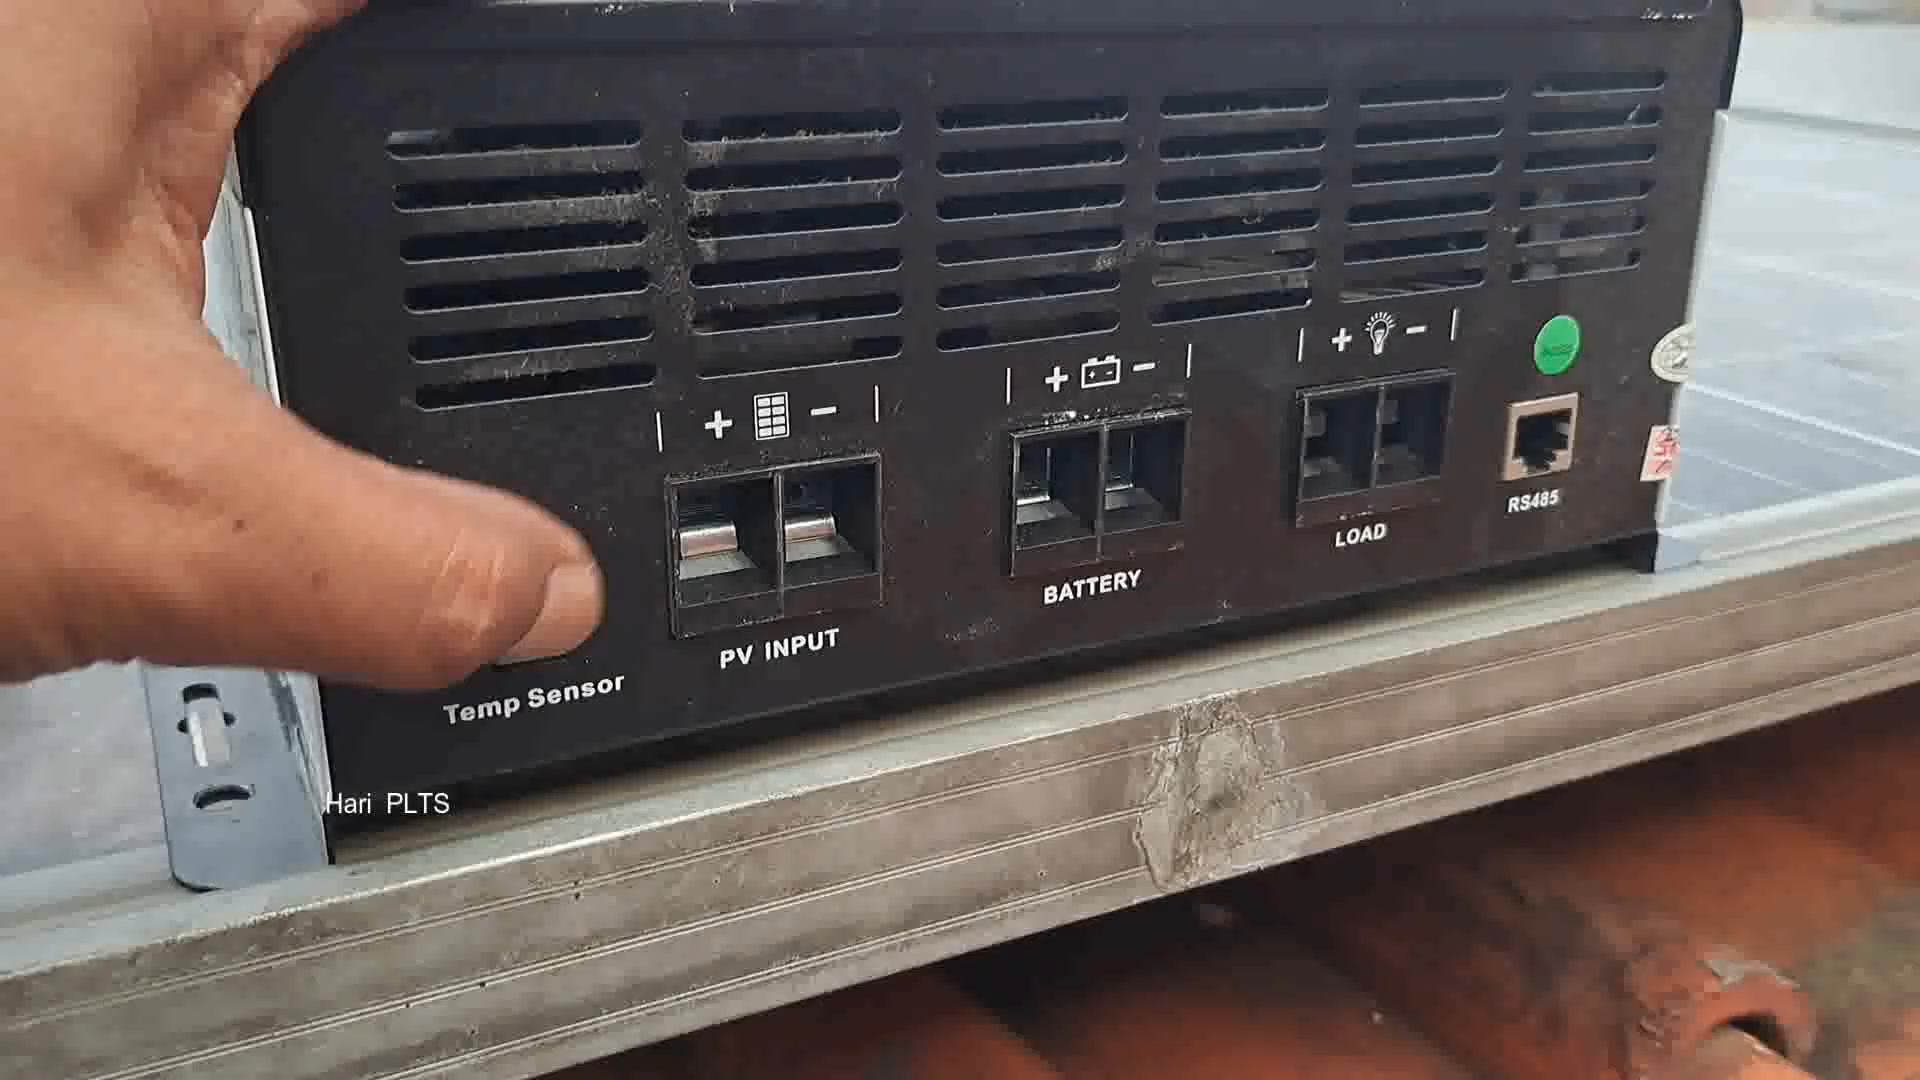 RS485
LOAD
BATTERY
PV INPUT
Temp Sensor
Hari PLTS